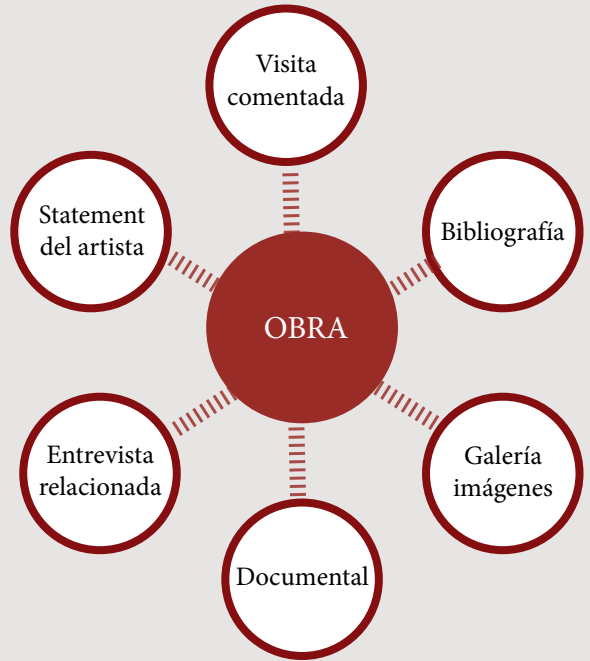 Visita
comentada
Statement
del artista
Bibliografía
OBRA
Entrevista
relacionada
Galería
imágenes
Documental